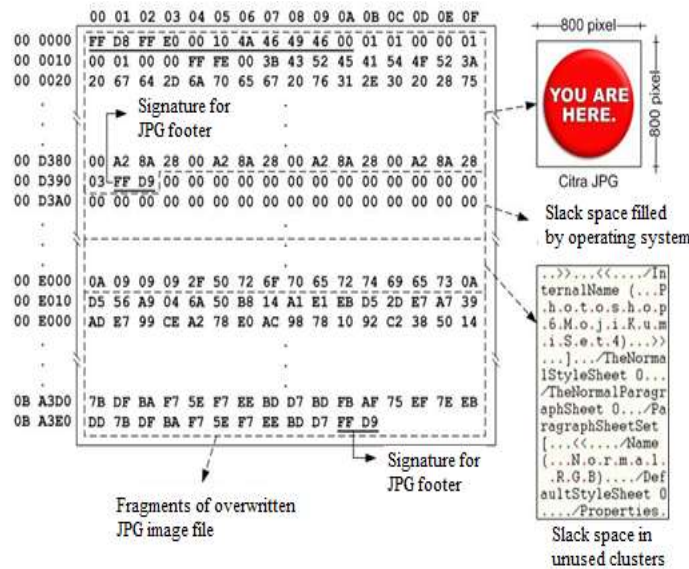 00 01 02 03 04 05 06 07 08 09 0A 0B 0C 0D 0E 0F
00 0000 FF D8 FF E0 00 10 4A 46 49 46 00 01 01 00 00 01
00 0010 00 01 00 00 FF FE 00 3B 43 52 45 41 54 4F 52 3A
00 0020 20 67 64 2D 6A 70 65 67 20 76 31 2E 30 20 28 75
Signature for
JPG footer
00 D380 00 A2 8A 28 00 A2 8A 28 00 A2 8A 28 00 A2 8A 28
00 D390 03 FF D9 00 00 00 00 00 00 00 00 00 00 00 00 00
00 D3A0 00 00 00 00 00 00 00 00 00 00 00 00 00 00 00 00
00 E000 0A 09 09 09 2F 50 72 6F 70 65 72 74 69 65 73 0A
00 E010 D5 56 A9 04 6A 50 B8 14 A1 E1 EB D5 2D E7 A7 39
00 E000 AD E7 99 CE A2 78 E0 AC 98 78 10 92 C2 38 50 14
0B A3D0 7B DF BA F7 5E F7 EE BD D7 BD FB AF 75 EF 7E EB
0B A3E0 DD 7B DF BA F7 5E F7 EE BD D7 FF D9
Signature for
JPG footer
Fragments of overwritten
JPG image file
800 pixel
800 pixel
YOU ARE
HERE.
Citra JPG
Slack space filled
by operating system
..>>...<<..../In
ternalName (...P
.h.o.t.o.s.h.o.p
.6.M.o.j.i.K.u.m
.i.S.e.t.4)...>>
...]..../TheNorma
lStyleSheet 0...
/TheNormalParagr
aphSheet 0.../Pa
ragraphSheetSet
[...<<..../Name
(...N.o.r.m.a.l.
.R.G.B)..../Def
aultStyleSheet 0
..../Properties.
Slack space in
unused clusters